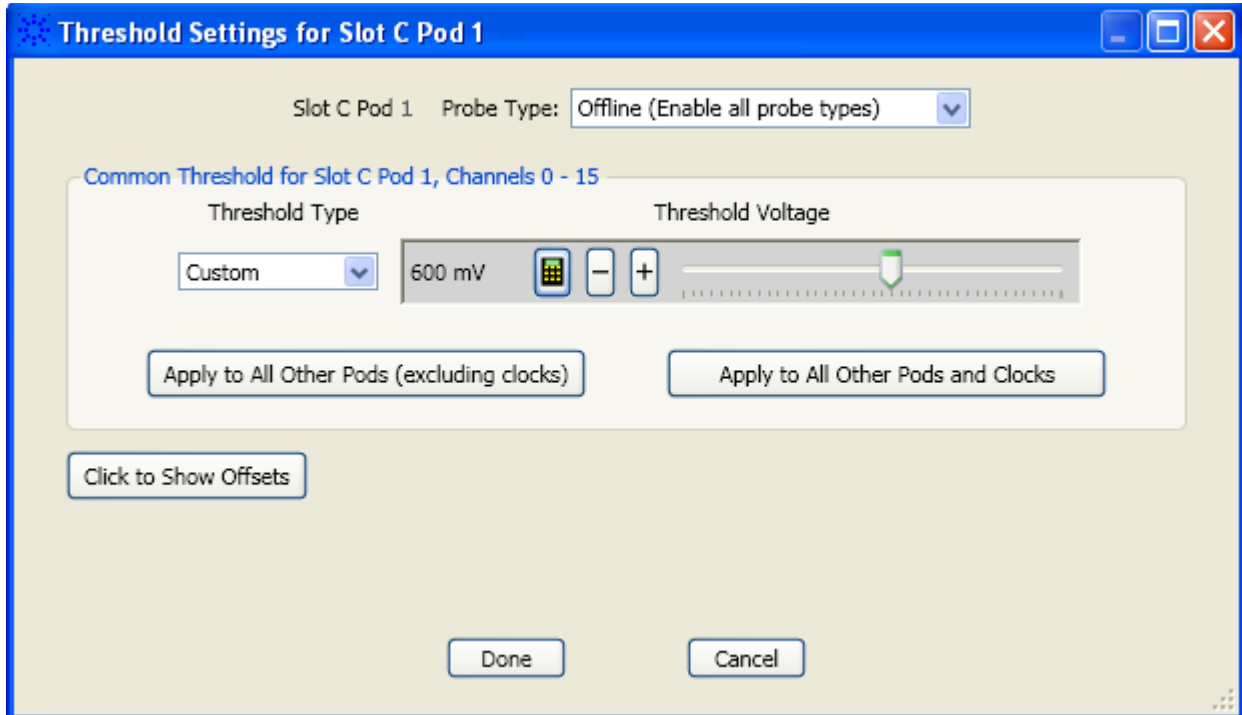 Threshold Settings for Slot C Pod 1
Slot C Pod 1 Probe Type: Offline (Enable all probe types)
Common Threshold for Slot C Pod 1, Channels 0 - 15
Threshold Type Threshold Voltage
Custom 600 mV - +
Apply to All Other Pods (excluding clocks) Apply to All Other Pods and Clocks
Click to Show Offsets
Done Cancel